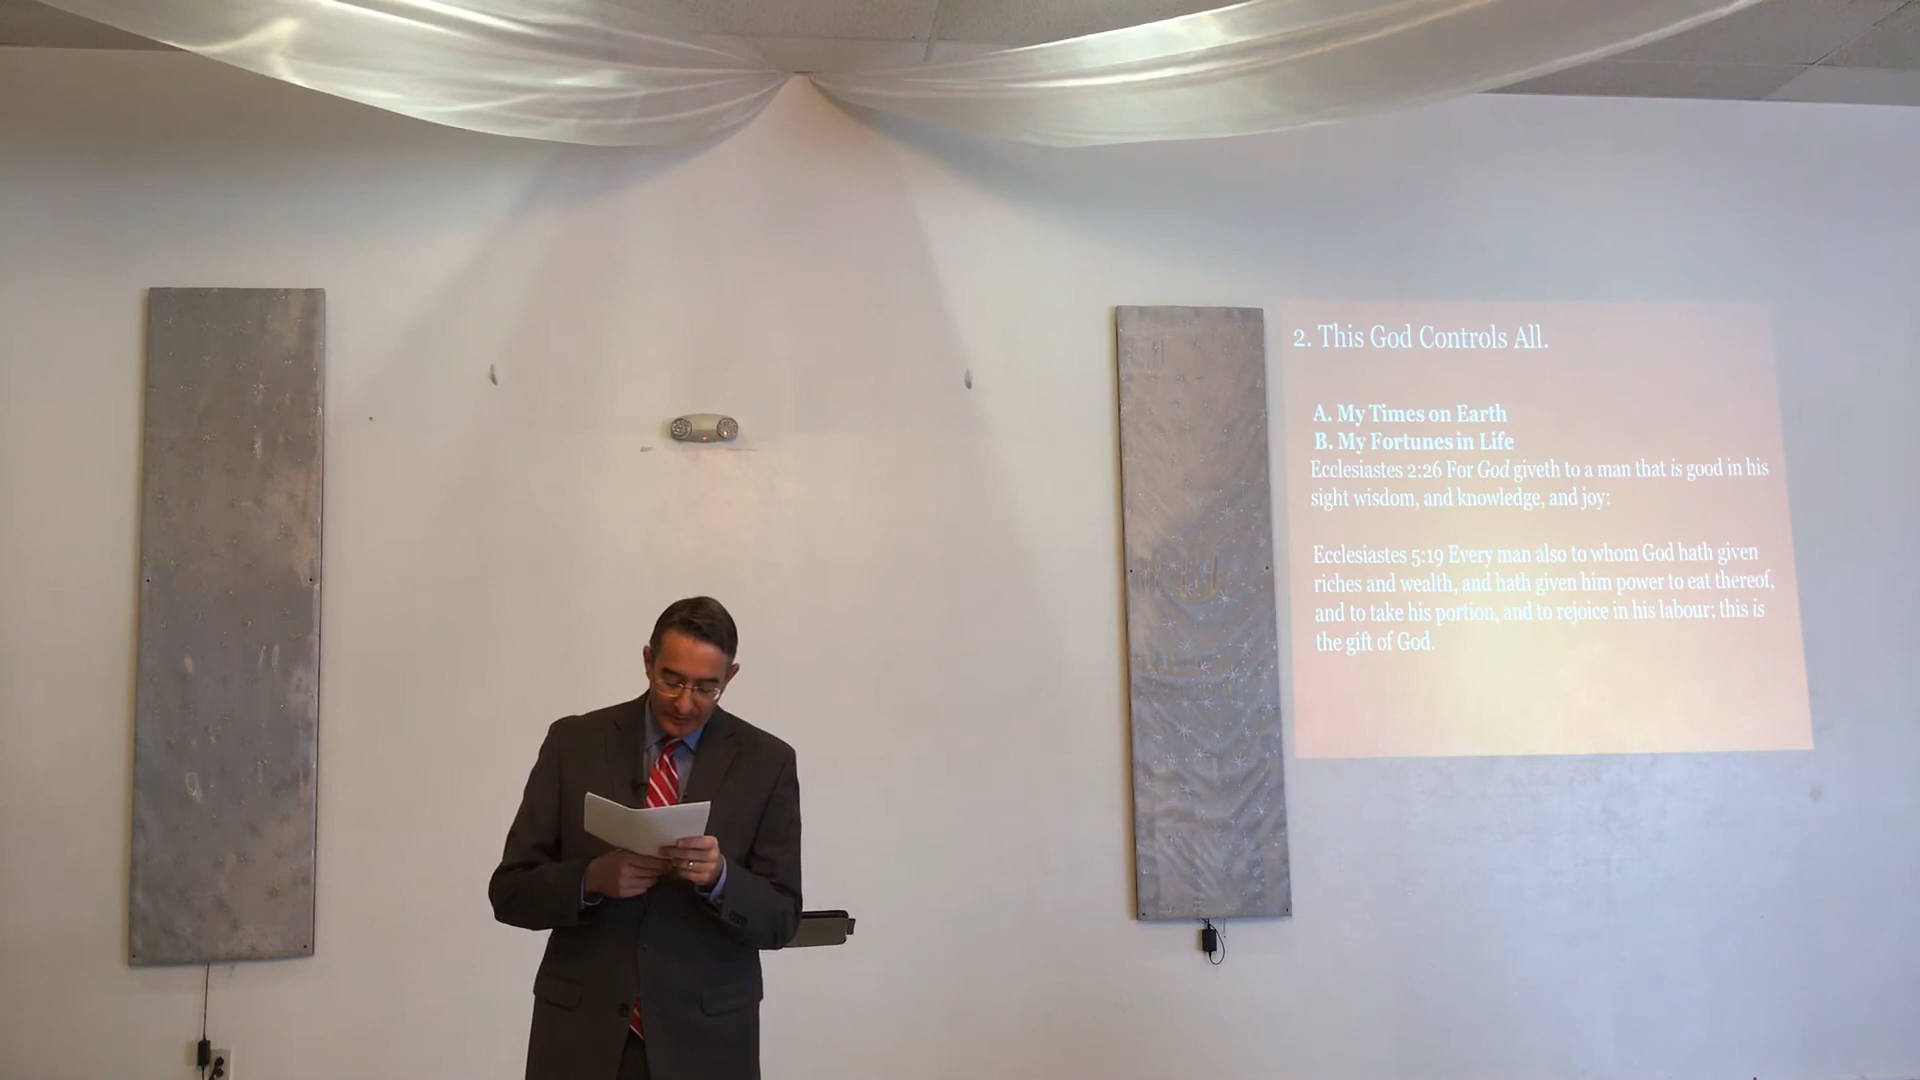 2. This God Controls All.
A. My Times on Earth
B. My Fortunes in Life
Ecclesiastes 2:26 For God giveth to a man that is good in his
sight wisdom, and knowledge, and joy:
Ecclesiastes 5:19 Every man also to whom God hath given
riches and wealth, and hath given him power to eat thereof,
and to take his portion, and to rejoice in his labour; this is
the gift of God.